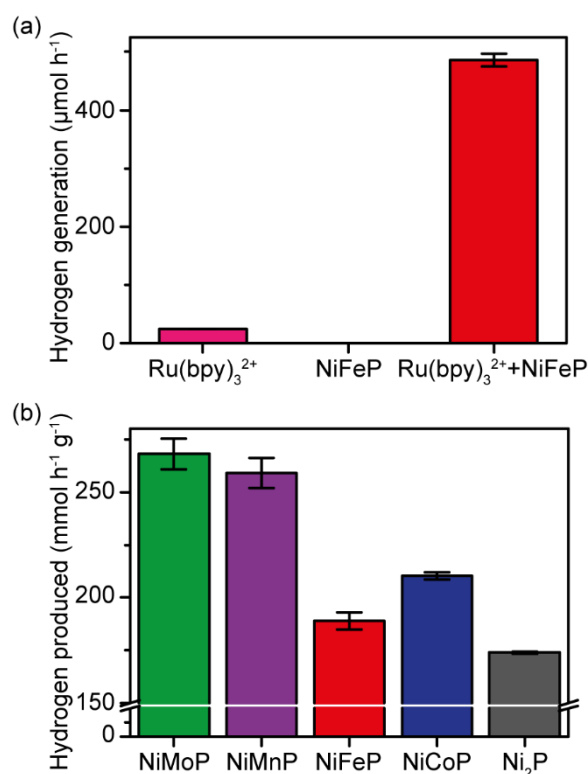 (a)
Hydrogen generation (μmol h⁻¹)
400
200
0
Ru(bpy)₃²⁺ NiFeP Ru(bpy)₃²⁺+NiFeP
(b)
Hydrogen produced (mmol h⁻¹ g⁻¹)
250
200
150
0
NiMoP NiMnP NiFeP NiCoP Ni₂P